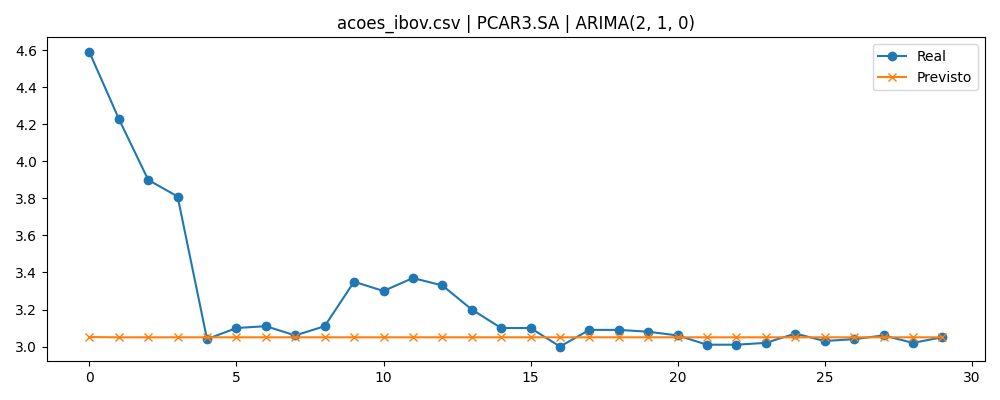 acoes_ibov.csv | PCAR3.SA | ARIMA(2, 1, 0)
Real
Previsto
4.6
4.4
4.2
4.0
3.8
3.6
3.4
3.2
3.0
0 5 10 15 20 25 30